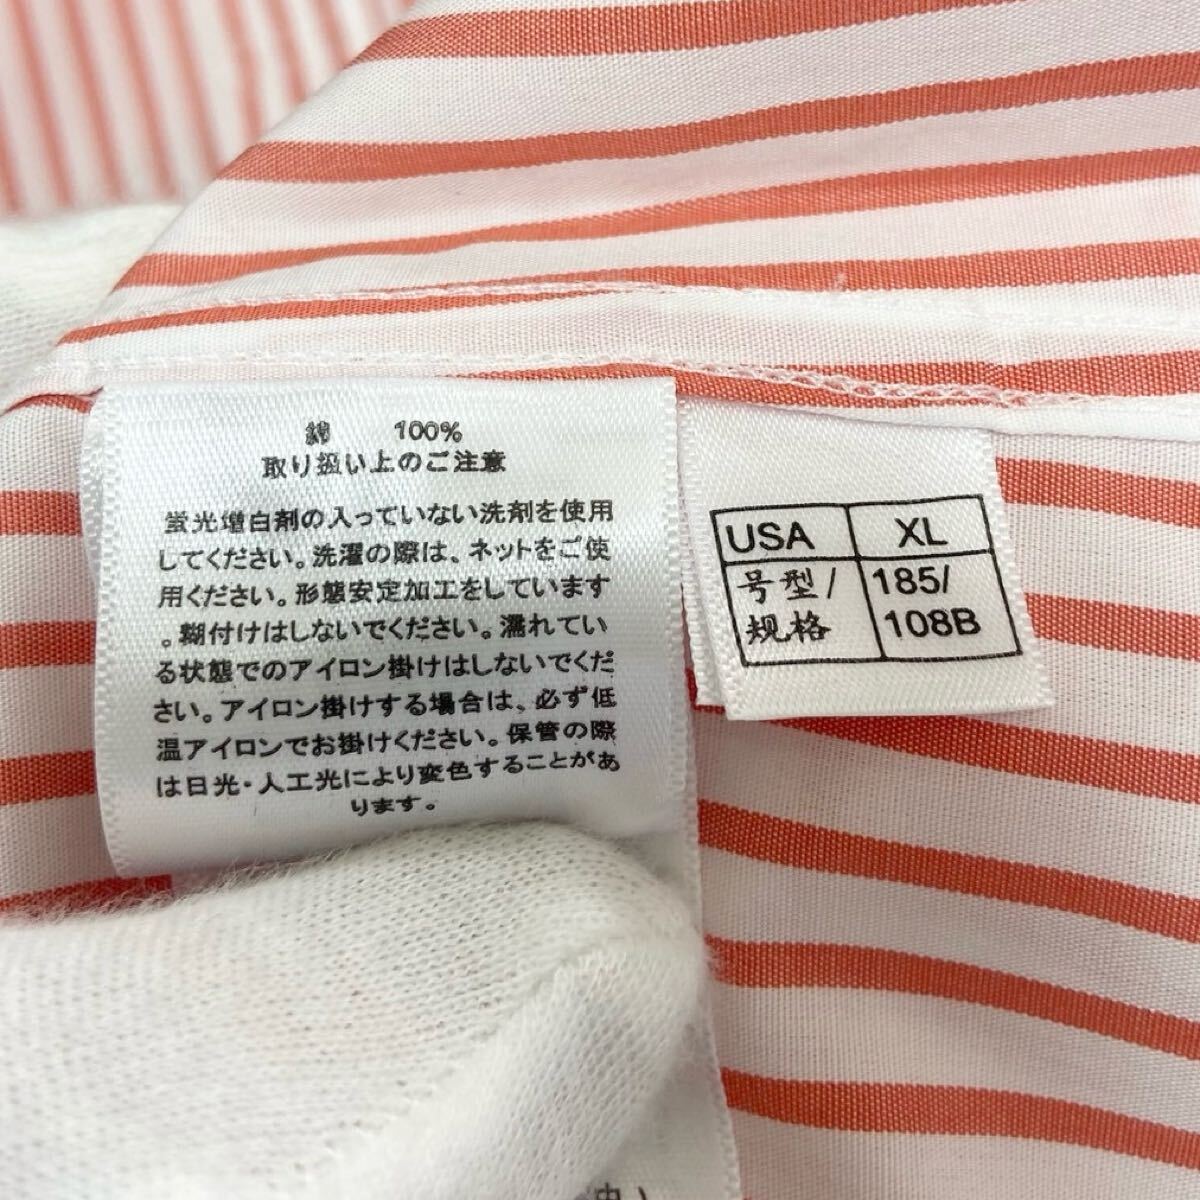 綿 100%
取り扱い上のご注意
蛍光増白剤の入っていない洗剤を使用
してください。洗濯の際は、ネットをご使
用ください。形態安定加工をしています
。糊付けはしないでください。濡れてい
る状態でのアイロン掛けはしないでくだ
さい。アイロン掛けする場合は、必ず低
温アイロンでお掛けください。保管の際
は日光・人工光により変色することがあ
ります。
USA XL
号型/ 185/
规格 108B